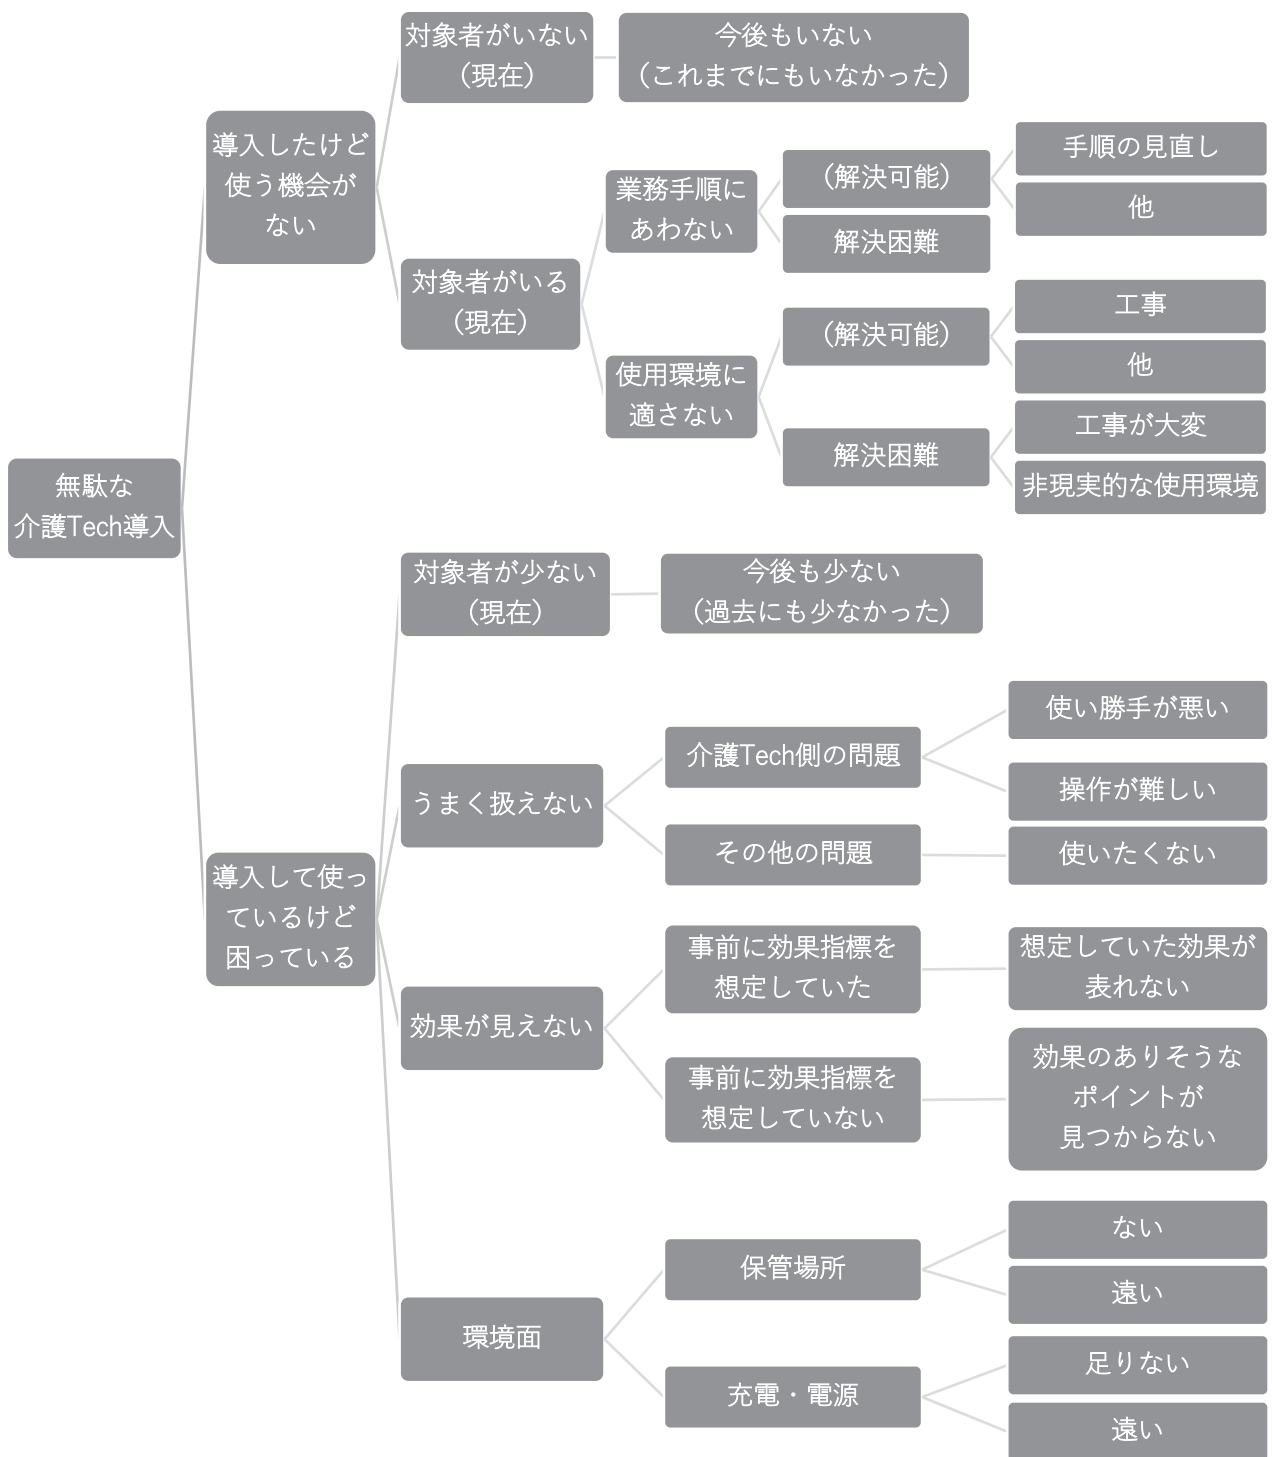 無駄な
介護Tech導入
導入したけど
使う機会が
ない
対象者がいない
（現在）
今後もいない
（これまでにもいなかった）
対象者がいる
（現在）
業務手順に
あわない
（解決可能）
手順の見直し
他
解決困難
使用環境に
適さない
（解決可能）
工事
他
解決困難
工事が大変
非現実的な使用環境
導入して使っ
ているけど
困っている
対象者が少ない
（現在）
今後も少ない
（過去にも少なかった）
うまく扱えない
介護Tech側の問題
使い勝手が悪い
操作が難しい
その他の問題
使いたくない
効果が見えない
事前に効果指標を
想定していた
想定していた効果が
表れない
事前に効果指標を
想定していない
効果のありそうな
ポイントが
見つからない
環境面
保管場所
ない
遠い
充電・電源
足りない
遠い